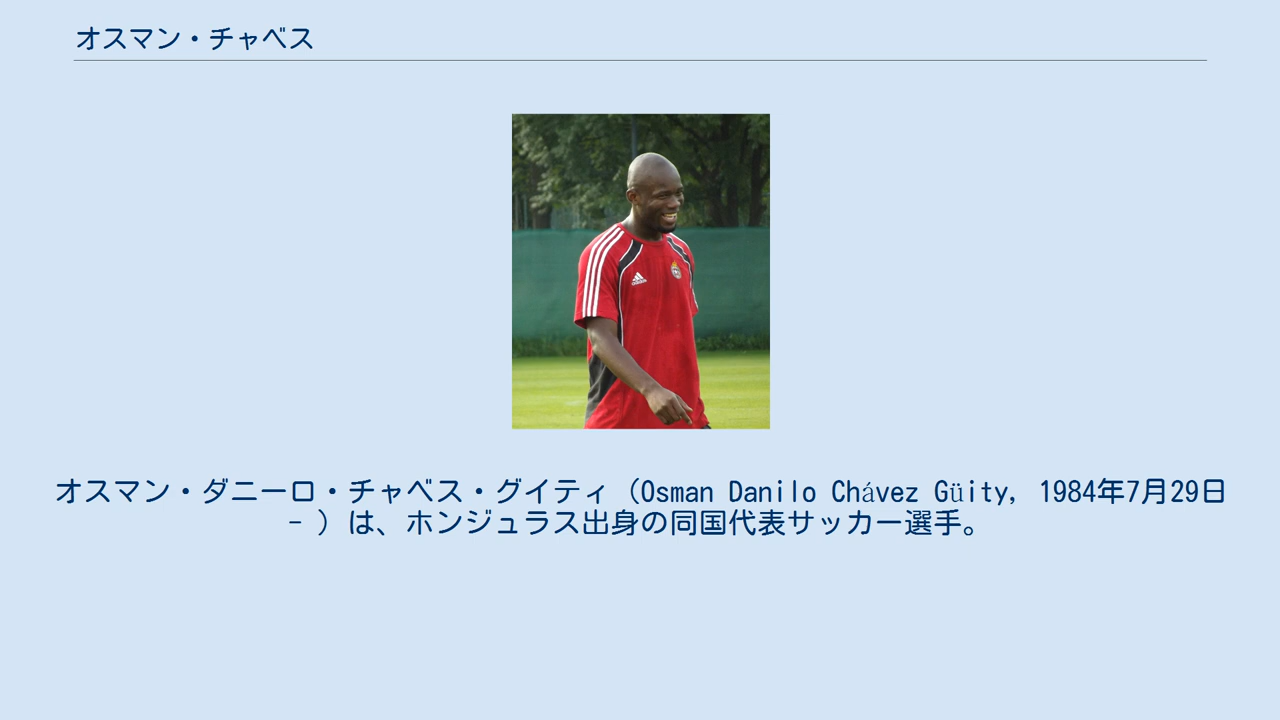 オスマン・チャベス
オスマン・ダニーロ・チャベス・グイティ（Osman Danilo Chávez Güity, 1984年7月29日
- ）は、ホンジュラス出身の同国代表サッカー選手。